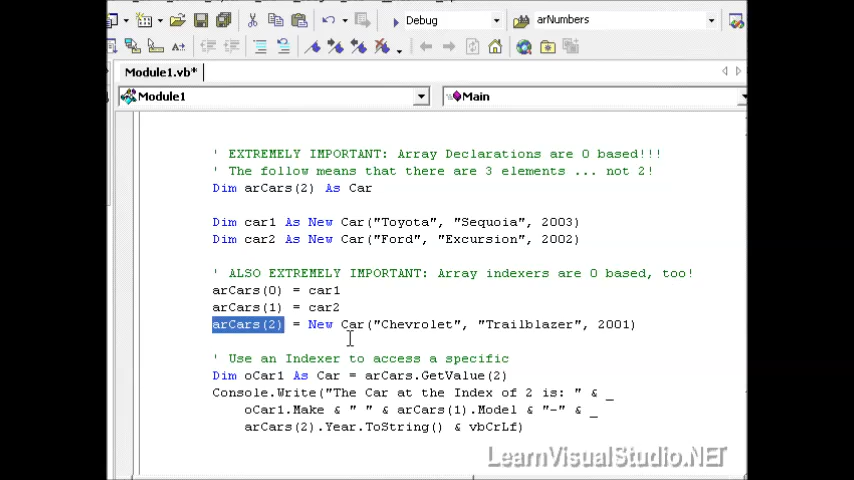 Debug
arNumbers
Module1.vb*
Module1
Main
' EXTREMELY IMPORTANT: Array Declarations are 0 based!!!
' The follow means that there are 3 elements ... not 2!
Dim arCars(2) As Car
Dim car1 As New Car("Toyota", "Sequoia", 2003)
Dim car2 As New Car("Ford", "Excursion", 2002)
' ALSO EXTREMELY IMPORTANT: Array indexers are 0 based, too!
arCars(0) = car1
arCars(1) = car2
arCars(2) = New Car("Chevrolet", "Trailblazer", 2001)
' Use an Indexer to access a specific
Dim oCar1 As Car = arCars.GetValue(2)
Console.Write("The Car at the Index of 2 is: " & _
oCar1.Make & " " & arCars(1).Model & "-" & _
arCars(2).Year.ToString() & vbCrLf)
LearnVisualStudio.NET